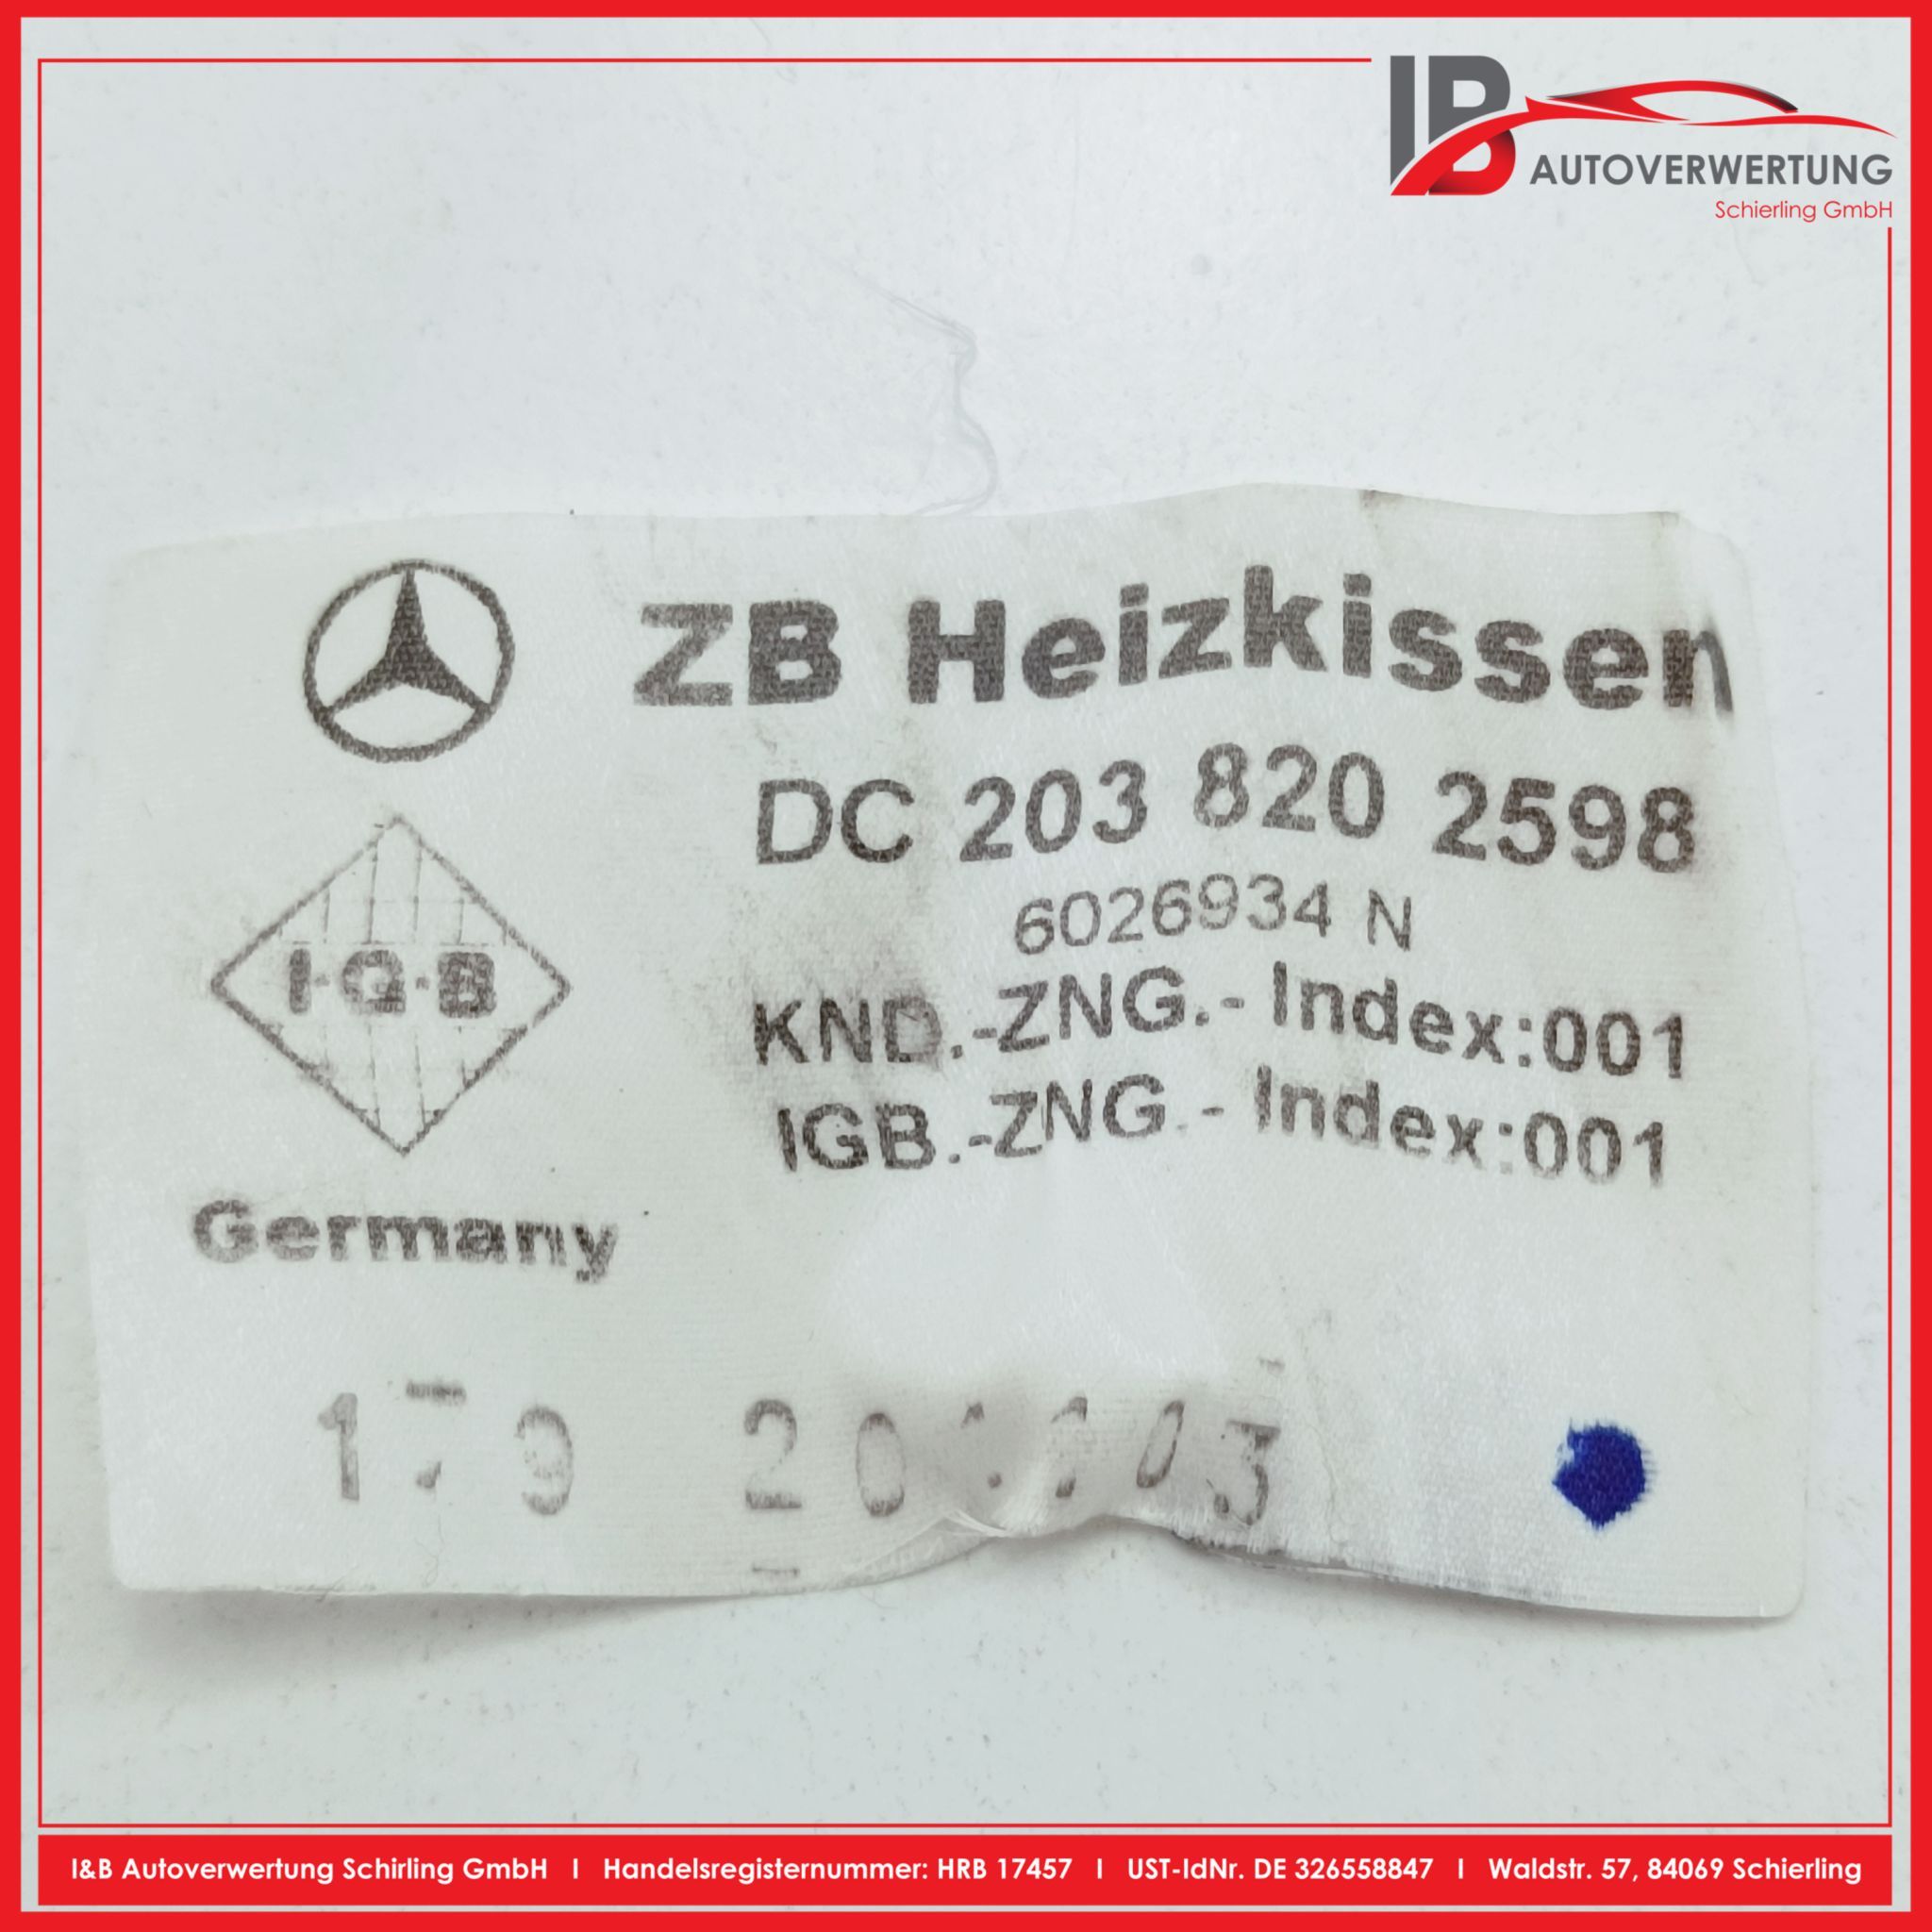 IB
AUTOVERWERTUNG
Schierling GmbH
ZB Heizkissen
DC 203 820 2598
6026934 N
KND.-ZNG.- Index:001
I·G·B
IGB.-ZNG.- Index:001
Germany
179
I&B Autoverwertung Schirling GmbH I Handelsregisternummer: HRB 17457 I UST-IdNr. DE 326558847 I Waldstr. 57, 84069 Schierling